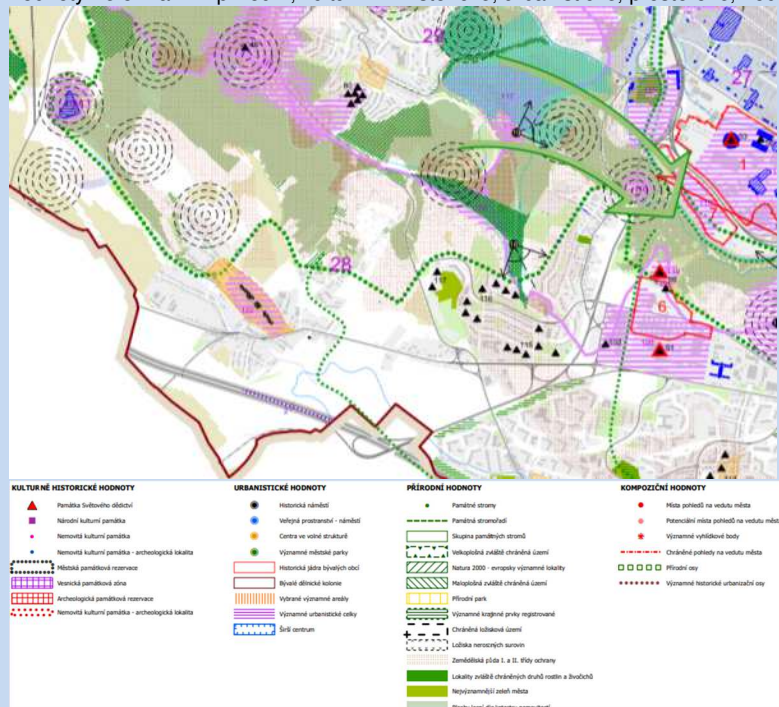 29
27
1
28
117
116
6
KULTURNĚ HISTORICKÉ HODNOTY
Památka Světového dědictví
Národní kulturní památka
Nemovitá kulturní památka
Nemovitá kulturní památka - archeologická lokalita
Městská památková rezervace
Vesnická památková zóna
Archeologická památková rezervace
Nemovitá kulturní památka - archeologická lokalita
URBANISTICKÉ HODNOTY
Historická náměstí
Veřejná prostranství - náměstí
Centra ve volné struktuře
Významné městské parky
Historická jádra bývalých obcí
Bývalé dělnické kolonie
Vybrané významné areály
Významné urbanistické celky
Širší centrum
PŘÍRODNÍ HODNOTY
Památné stromy
Památná stromořadí
Skupina památných stromů
Velkoplošná zvláště chráněná území
Natura 2000 - evropsky významné lokality
Maloplošná zvláště chráněná území
Přírodní park
Významné krajinné prvky registrované
Chráněná ložisková území
Ložiska nerostných surovin
Zemědělská půda I. a II. třídy ochrany
Lokality zvláště chráněných druhů rostlin a živočichů
Nejvýznamnější zeleň města
KOMPOZIČNÍ HODNOTY
Místa pohledů na vedutu města
Potenciální místa pohledů na vedutu měst
Významné vyhlídkové body
Chráněné pohledy na vedutu města
Přírodní osy
Významné historické urbanizační osy